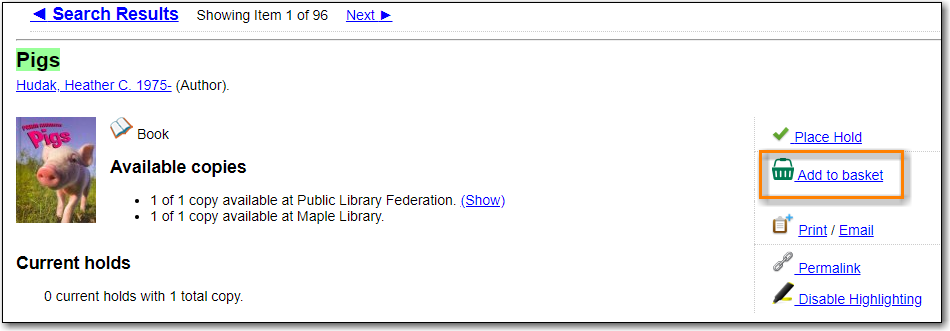 ◄ Search Results Showing Item 1 of 96 Next ►
Pigs
Hudak, Heather C. 1975- (Author).
Pigs
Book
Available copies
• 1 of 1 copy available at Public Library Federation. (Show)
• 1 of 1 copy available at Maple Library.
Current holds
0 current holds with 1 total copy.
Place Hold
Add to basket
Print / Email
Permalink
Disable Highlighting